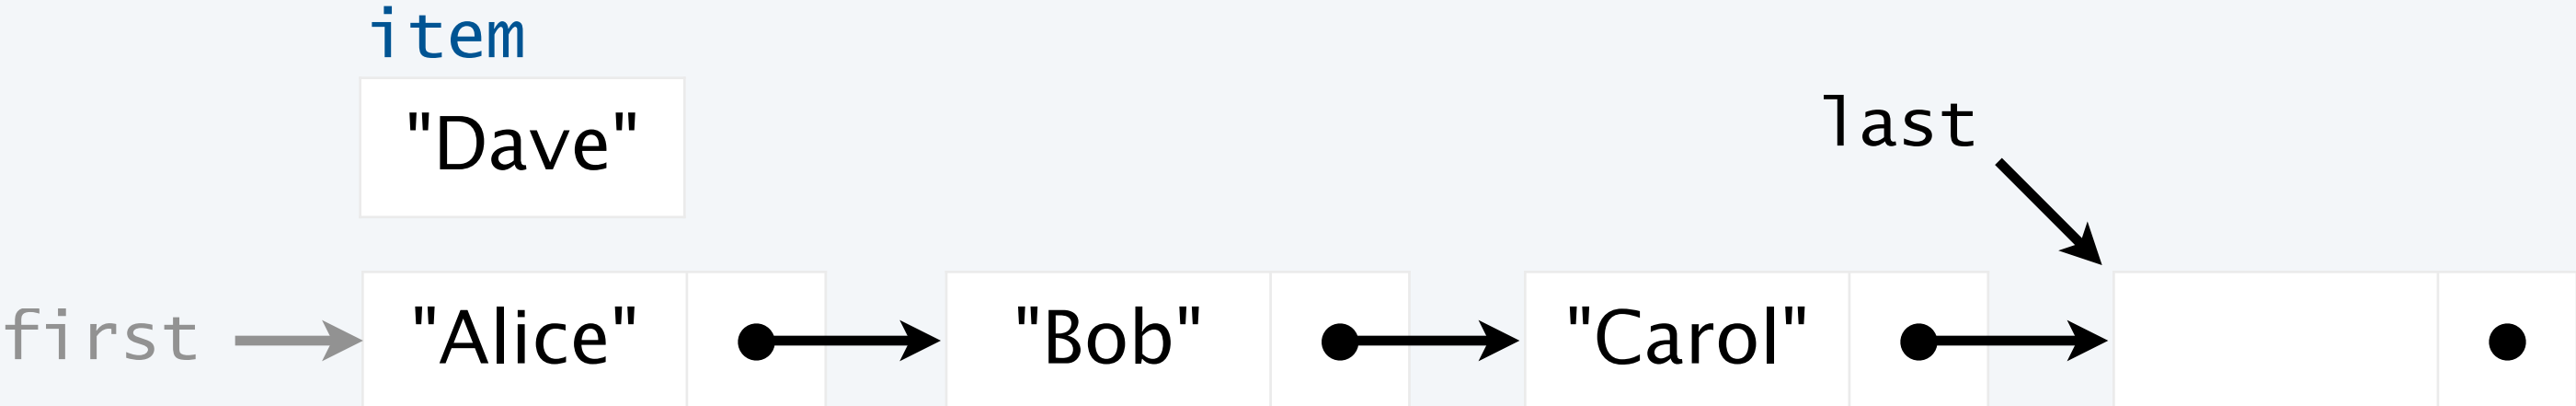 item
"Dave"
last
first "Alice" "Bob" "Carol"